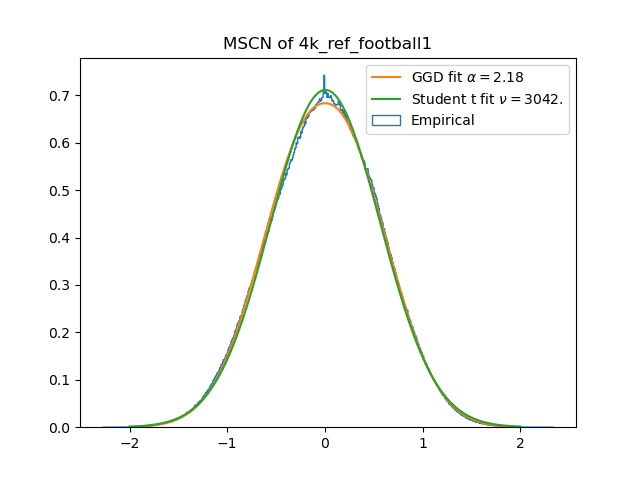 MSCN of 4k_ref_football1
GGD fit α = 2.18
Student t fit ν = 3042.
Empirical
0.7
0.6
0.5
0.4
0.3
0.2
0.1
0.0
−2 −1 0 1 2